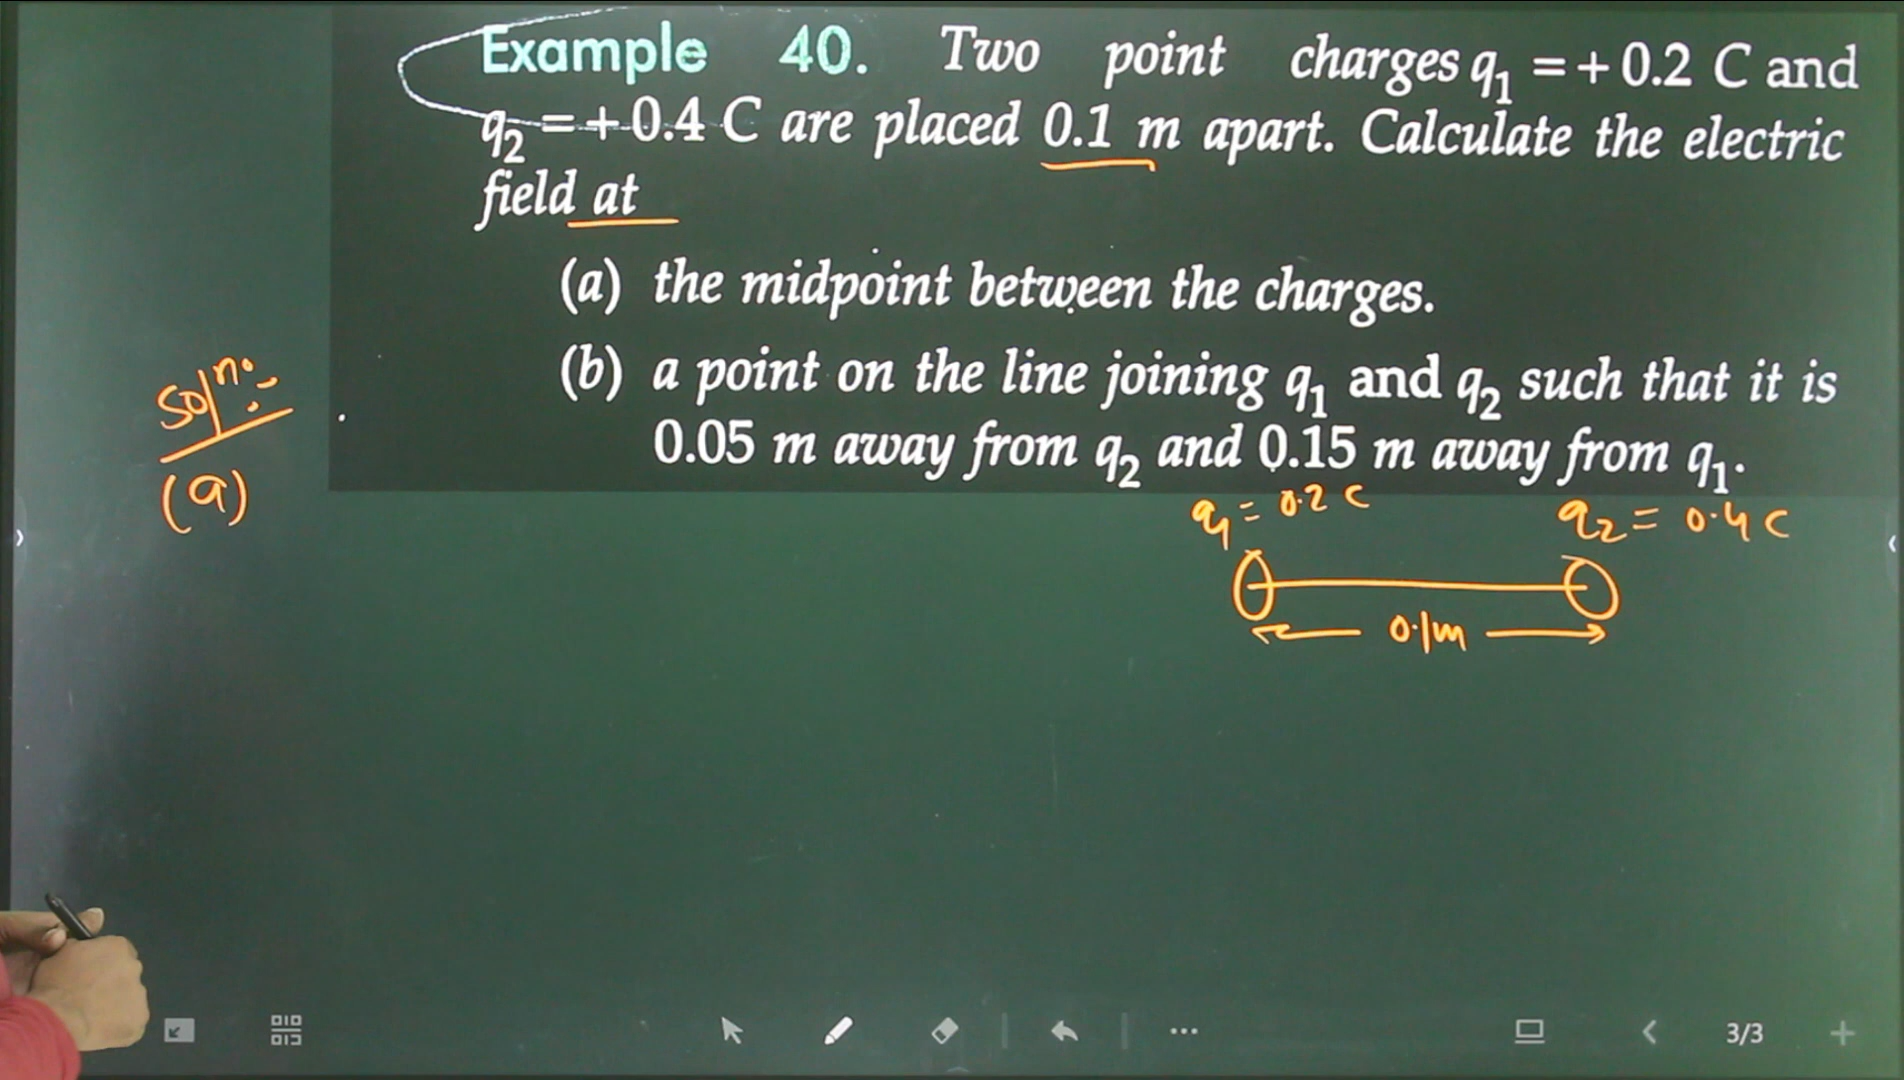 Example 40. Two point charges q₁ = + 0.2 C and
q₂ = + 0.4 C are placed 0.1 m apart. Calculate the electric
field at
(a) the midpoint between the charges.
(b) a point on the line joining q₁ and q₂ such that it is
0.05 m away from q₂ and 0.15 m away from q₁.
Solⁿ:-
(a)
q₁ = 0.2 C
q₂ = 0.4 C
0.1m
3/3